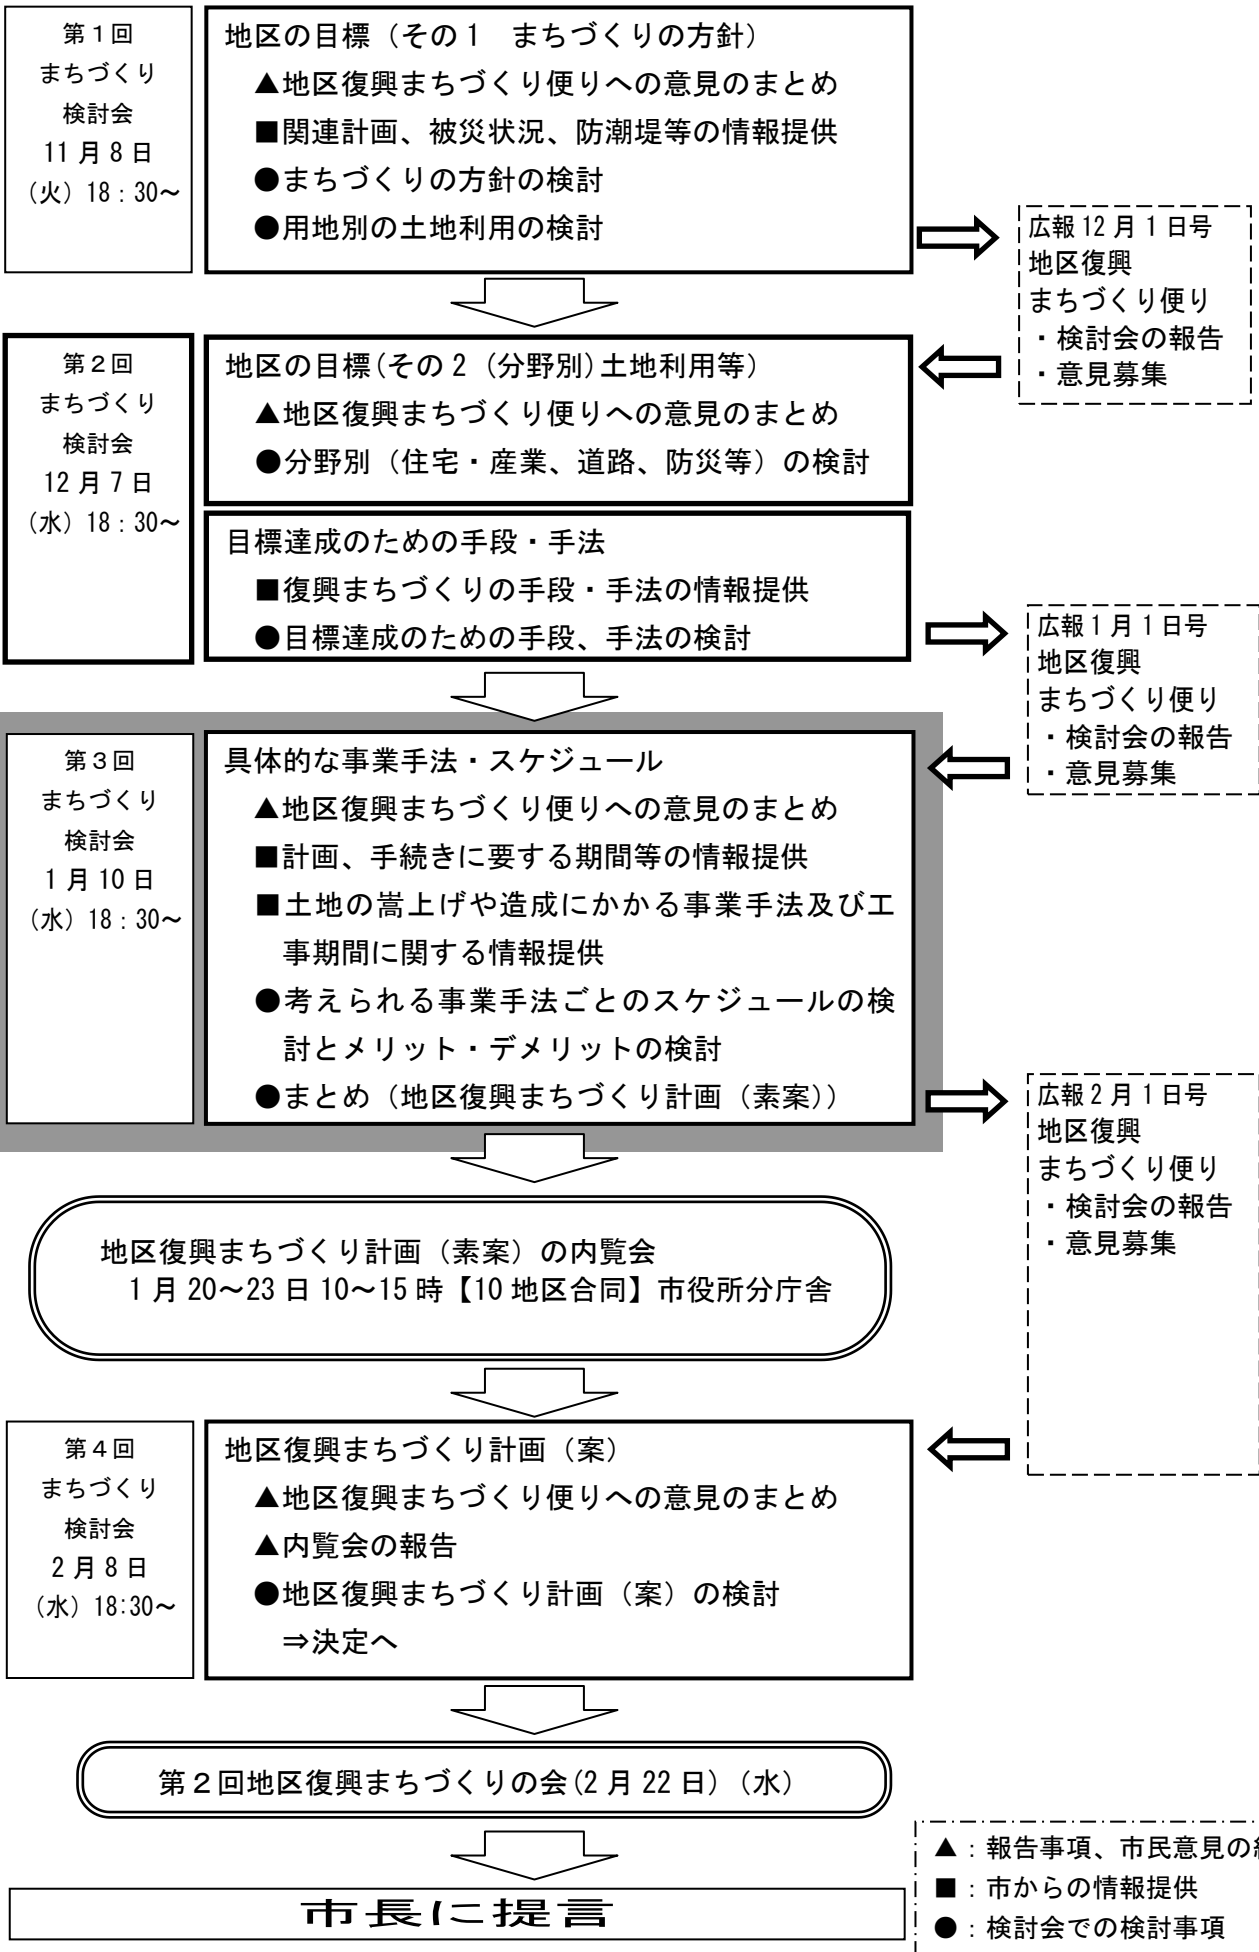 第１回
まちづくり
検討会
11月8日
（火）18：30～
地区の目標（その1　まちづくりの方針）
▲地区復興まちづくり便りへの意見のまとめ
■関連計画、被災状況、防潮堤等の情報提供
●まちづくりの方針の検討
●用地別の土地利用の検討
広報12月1日号
地区復興
まちづくり便り
・検討会の報告
・意見募集
第２回
まちづくり
検討会
12月7日
（水）18：30～
地区の目標(その2（分野別)土地利用等）
▲地区復興まちづくり便りへの意見のまとめ
●分野別（住宅・産業、道路、防災等）の検討
目標達成のための手段・手法
■復興まちづくりの手段・手法の情報提供
●目標達成のための手段、手法の検討
広報1月1日号
地区復興
まちづくり便り
・検討会の報告
・意見募集
第３回
まちづくり
検討会
1月10日
（水）18：30～
具体的な事業手法・スケジュール
▲地区復興まちづくり便りへの意見のまとめ
■計画、手続きに要する期間等の情報提供
■土地の嵩上げや造成にかかる事業手法及び工
事期間に関する情報提供
●考えられる事業手法ごとのスケジュールの検
討とメリット・デメリットの検討
●まとめ（地区復興まちづくり計画（素案））
広報2月1日号
地区復興
まちづくり便り
・検討会の報告
・意見募集
地区復興まちづくり計画（素案）の内覧会
1月20～23日10～15時【10地区合同】市役所分庁舎
第４回
まちづくり
検討会
2月8日
（水）18:30～
地区復興まちづくり計画（案）
▲地区復興まちづくり便りへの意見のまとめ
▲内覧会の報告
●地区復興まちづくり計画（案）の検討
⇒決定へ
第２回地区復興まちづくりの会(2月22日)（水）
市長に提言
▲：報告事項、市民意見の
■：市からの情報提供
●：検討会での検討事項